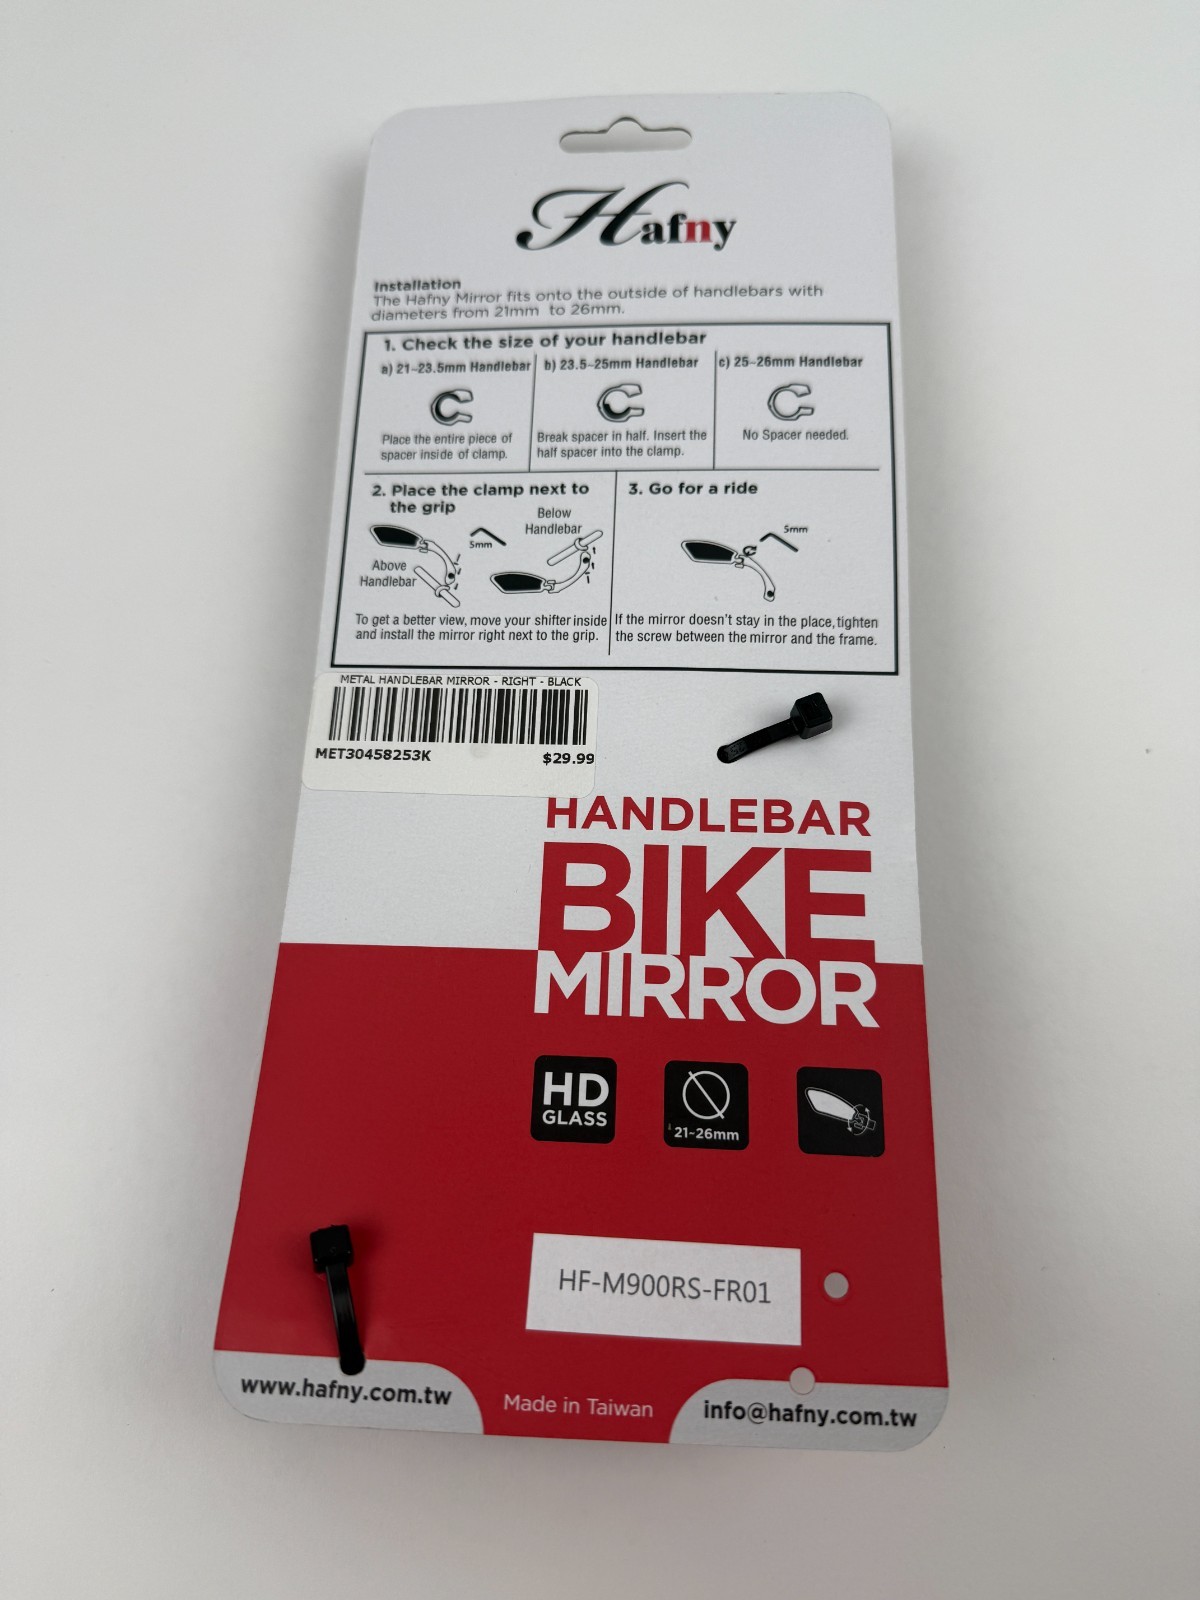 Hafny
Installation
The Hafny Mirror fits onto the outside of handlebars with
diameters from 21mm to 26mm.
1. Check the size of your handlebar
a) 21~23.5mm Handlebar
Place the entire piece of
spacer inside of clamp.
b) 23.5~25mm Handlebar
Break spacer in half. Insert the
half spacer into the clamp.
c) 25~26mm Handlebar
No Spacer needed.
2. Place the clamp next to
the grip
Above
Handlebar
5mm
Below
Handlebar
To get a better view, move your shifter inside
and install the mirror right next to the grip.
3. Go for a ride
5mm
If the mirror doesn't stay in the place, tighten
the screw between the mirror and the frame.
METAL HANDLEBAR MIRROR - RIGHT - BLACK
MET30458253K $29.99
HANDLEBAR
BIKE
MIRROR
HD
GLASS
21~26mm
HF-M900RS-FR01
www.hafny.com.tw
Made in Taiwan
info@hafny.com.tw